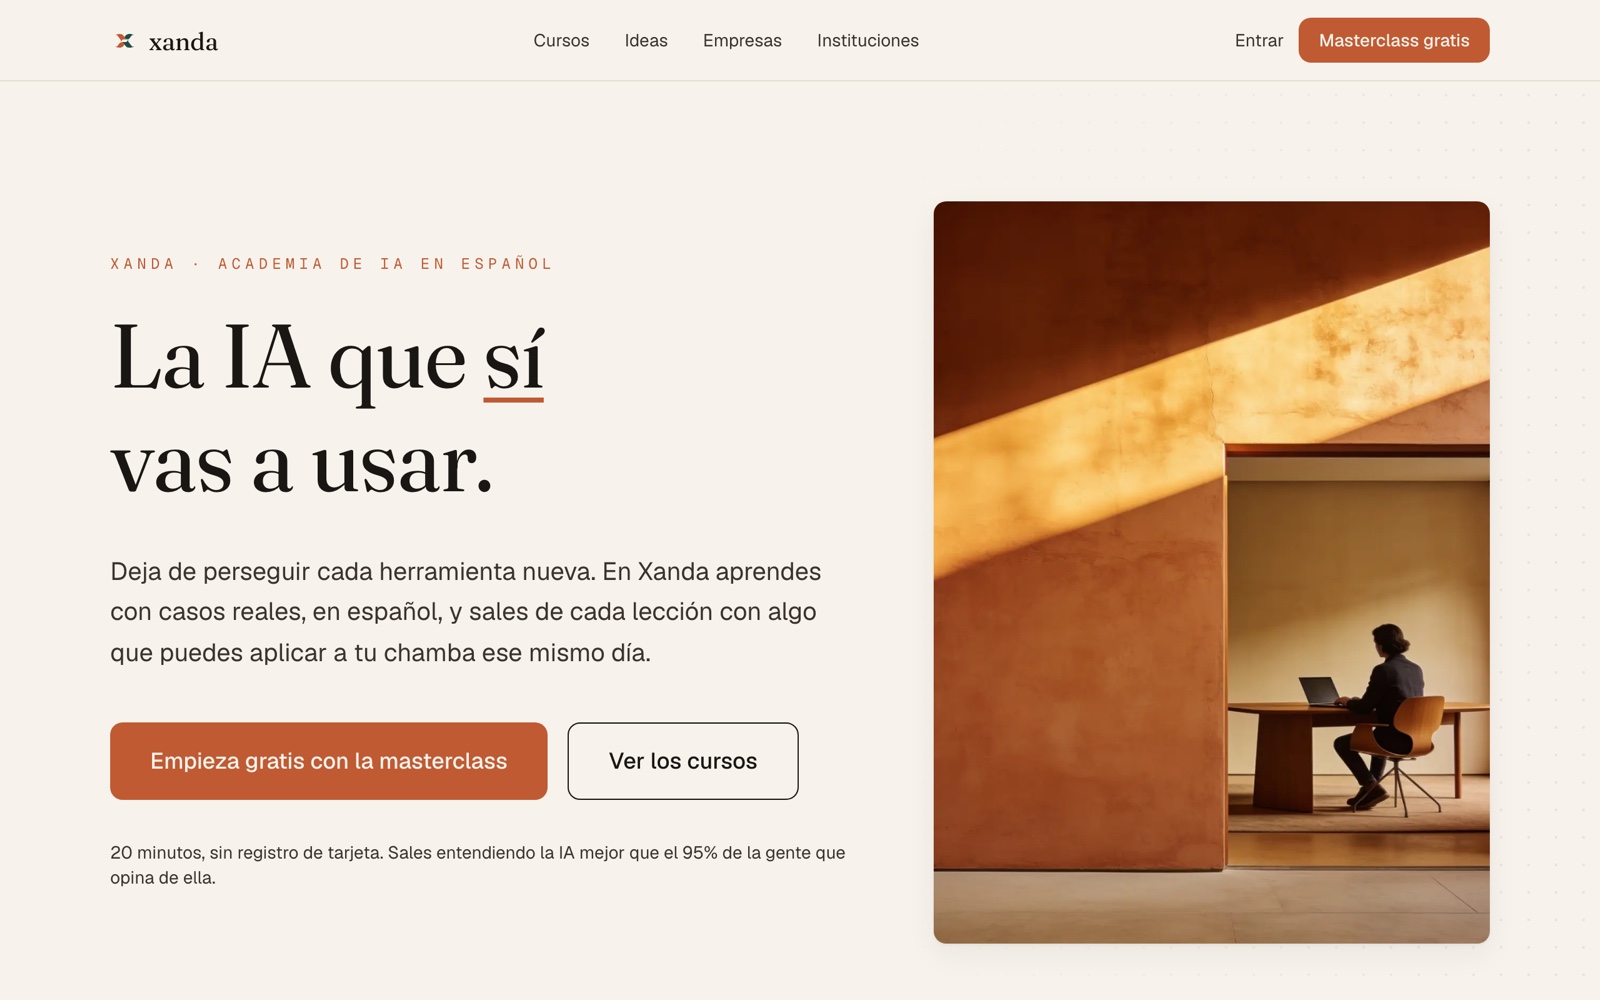 xanda
Cursos
Ideas
Empresas
Instituciones
Entrar
Masterclass gratis
XANDA · ACADEMIA DE IA EN ESPAÑOL
La IA que sí
vas a usar.
Deja de perseguir cada herramienta nueva. En Xanda aprendes
con casos reales, en español, y sales de cada lección con algo
que puedes aplicar a tu chamba ese mismo día.
Empieza gratis con la masterclass
Ver los cursos
20 minutos, sin registro de tarjeta. Sales entendiendo la IA mejor que el 95% de la gente que
opina de ella.